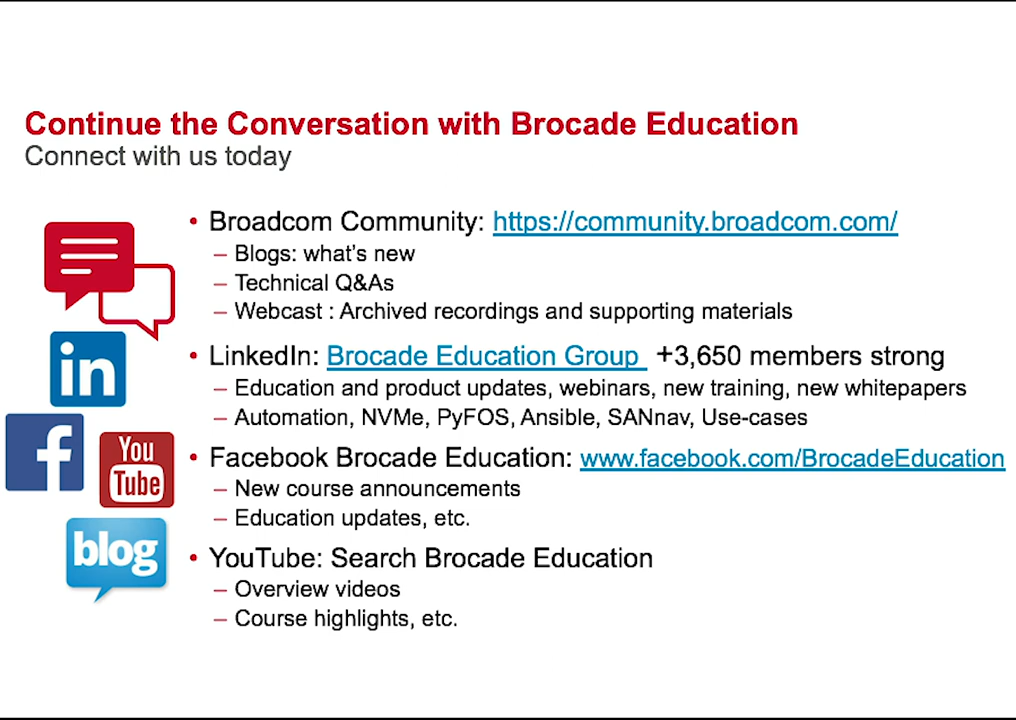 Continue the Conversation with Brocade Education
Connect with us today
• Broadcom Community: https://community.broadcom.com/
– Blogs: what's new
– Technical Q&As
– Webcast : Archived recordings and supporting materials
in
• LinkedIn: Brocade Education Group +3,650 members strong
– Education and product updates, webinars, new training, new whitepapers
– Automation, NVMe, PyFOS, Ansible, SANnav, Use-cases
f
You
Tube
• Facebook Brocade Education: www.facebook.com/BrocadeEducation
– New course announcements
– Education updates, etc.
blog
• YouTube: Search Brocade Education
– Overview videos
– Course highlights, etc.